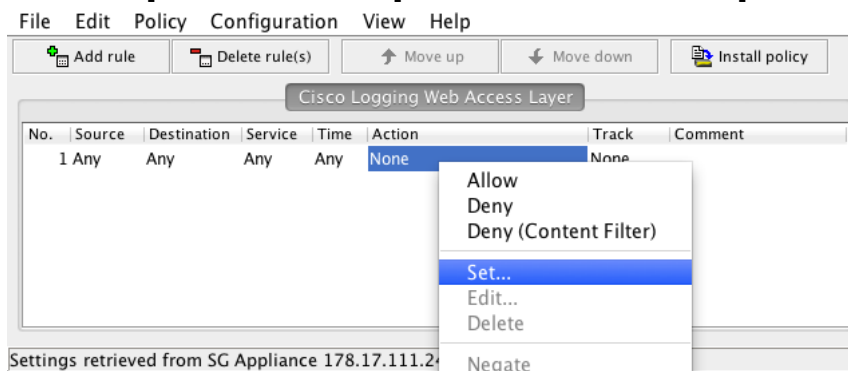 File Edit Policy Configuration View Help
Add rule Delete rule(s) Move up Move down Install policy
Cisco Logging Web Access Layer
No. Source Destination Service Time Action Track Comment
1 Any Any Any Any None None
Allow
Deny
Deny (Content Filter)
Set...
Edit...
Delete
Settings retrieved from SG Appliance 178.17.111.24
Negate